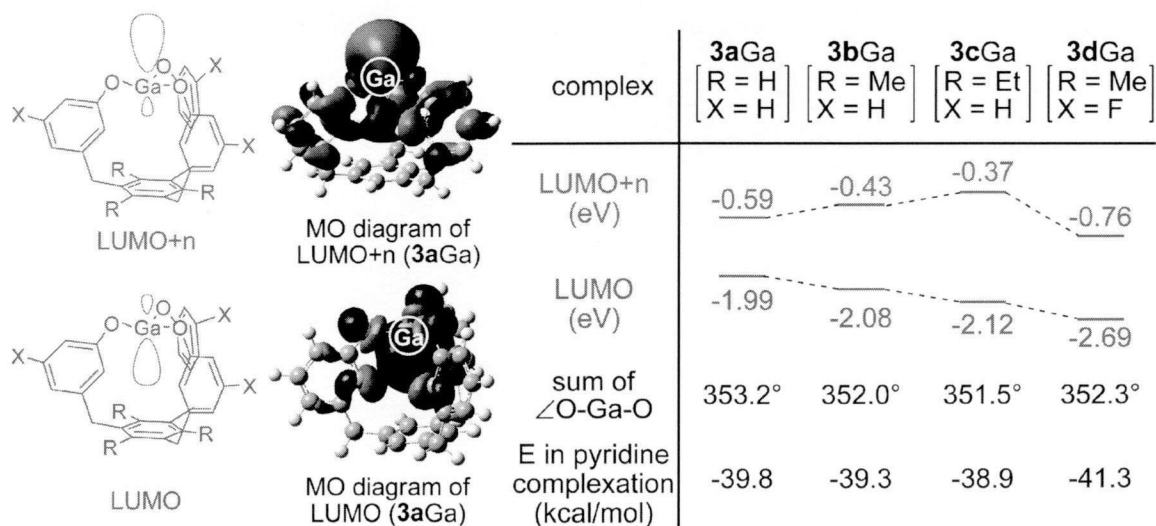 O
Ga
O
O
X
X
X
R
R
R
R
LUMO+n
Ga
MO diagram of
LUMO+n (3aGa)
O
Ga
O
O
X
X
X
R
R
R
R
LUMO
Ga
MO diagram of
LUMO (3aGa)
complex
3aGa
[R = H
X = H]
3bGa
[R = Me
X = H]
3cGa
[R = Et
X = H]
3dGa
[R = Me
X = F]
LUMO+n
(eV)
-0.59
-0.43
-0.37
-0.76
LUMO
(eV)
-1.99
-2.08
-2.12
-2.69
sum of
∠O-Ga-O
353.2°
352.0°
351.5°
352.3°
E in pyridine
complexation
(kcal/mol)
-39.8
-39.3
-38.9
-41.3